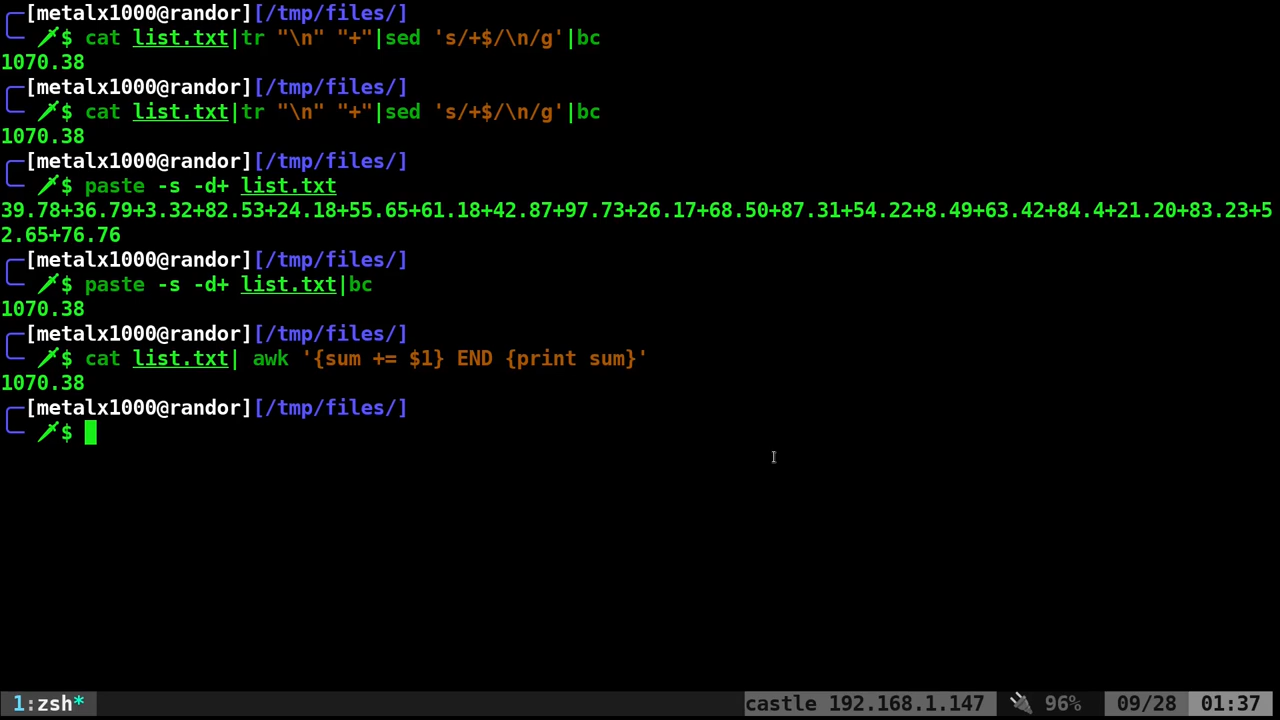 [metalx1000@randor][/tmp/files/]
$ cat list.txt|tr "\n" "+"|sed 's/+$/\n/g'|bc
1070.38
[metalx1000@randor][/tmp/files/]
$ cat list.txt|tr "\n" "+"|sed 's/+$/\n/g'|bc
1070.38
[metalx1000@randor][/tmp/files/]
$ paste -s -d+ list.txt
39.78+36.79+3.32+82.53+24.18+55.65+61.18+42.87+97.73+26.17+68.50+87.31+54.22+8.49+63.42+84.4+21.20+83.23+5
2.65+76.76
[metalx1000@randor][/tmp/files/]
$ paste -s -d+ list.txt|bc
1070.38
[metalx1000@randor][/tmp/files/]
$ cat list.txt| awk '{sum += $1} END {print sum}'
1070.38
[metalx1000@randor][/tmp/files/]
$
1:zsh* castle 192.168.1.147 96% 09/28 01:37